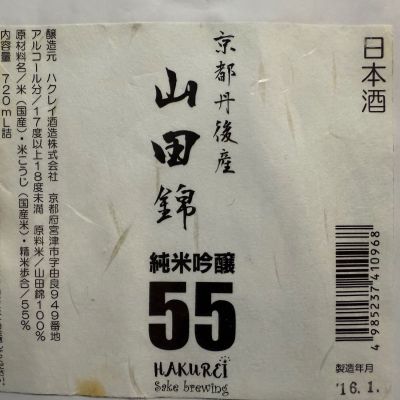 日本酒
京都丹後産
山田錦
純米吟醸
55
HAKUREI
Sake brewing
醸造元 ハクレイ酒造株式会社 京都府宮津市字由良949番地
アルコール分/17度以上18度未満 原料米/山田錦100%
原材料名/米(国産)・米こうじ(国産米)・精米歩合/55%
内容量 720mL詰
4985237410968
製造年月
'16.1.